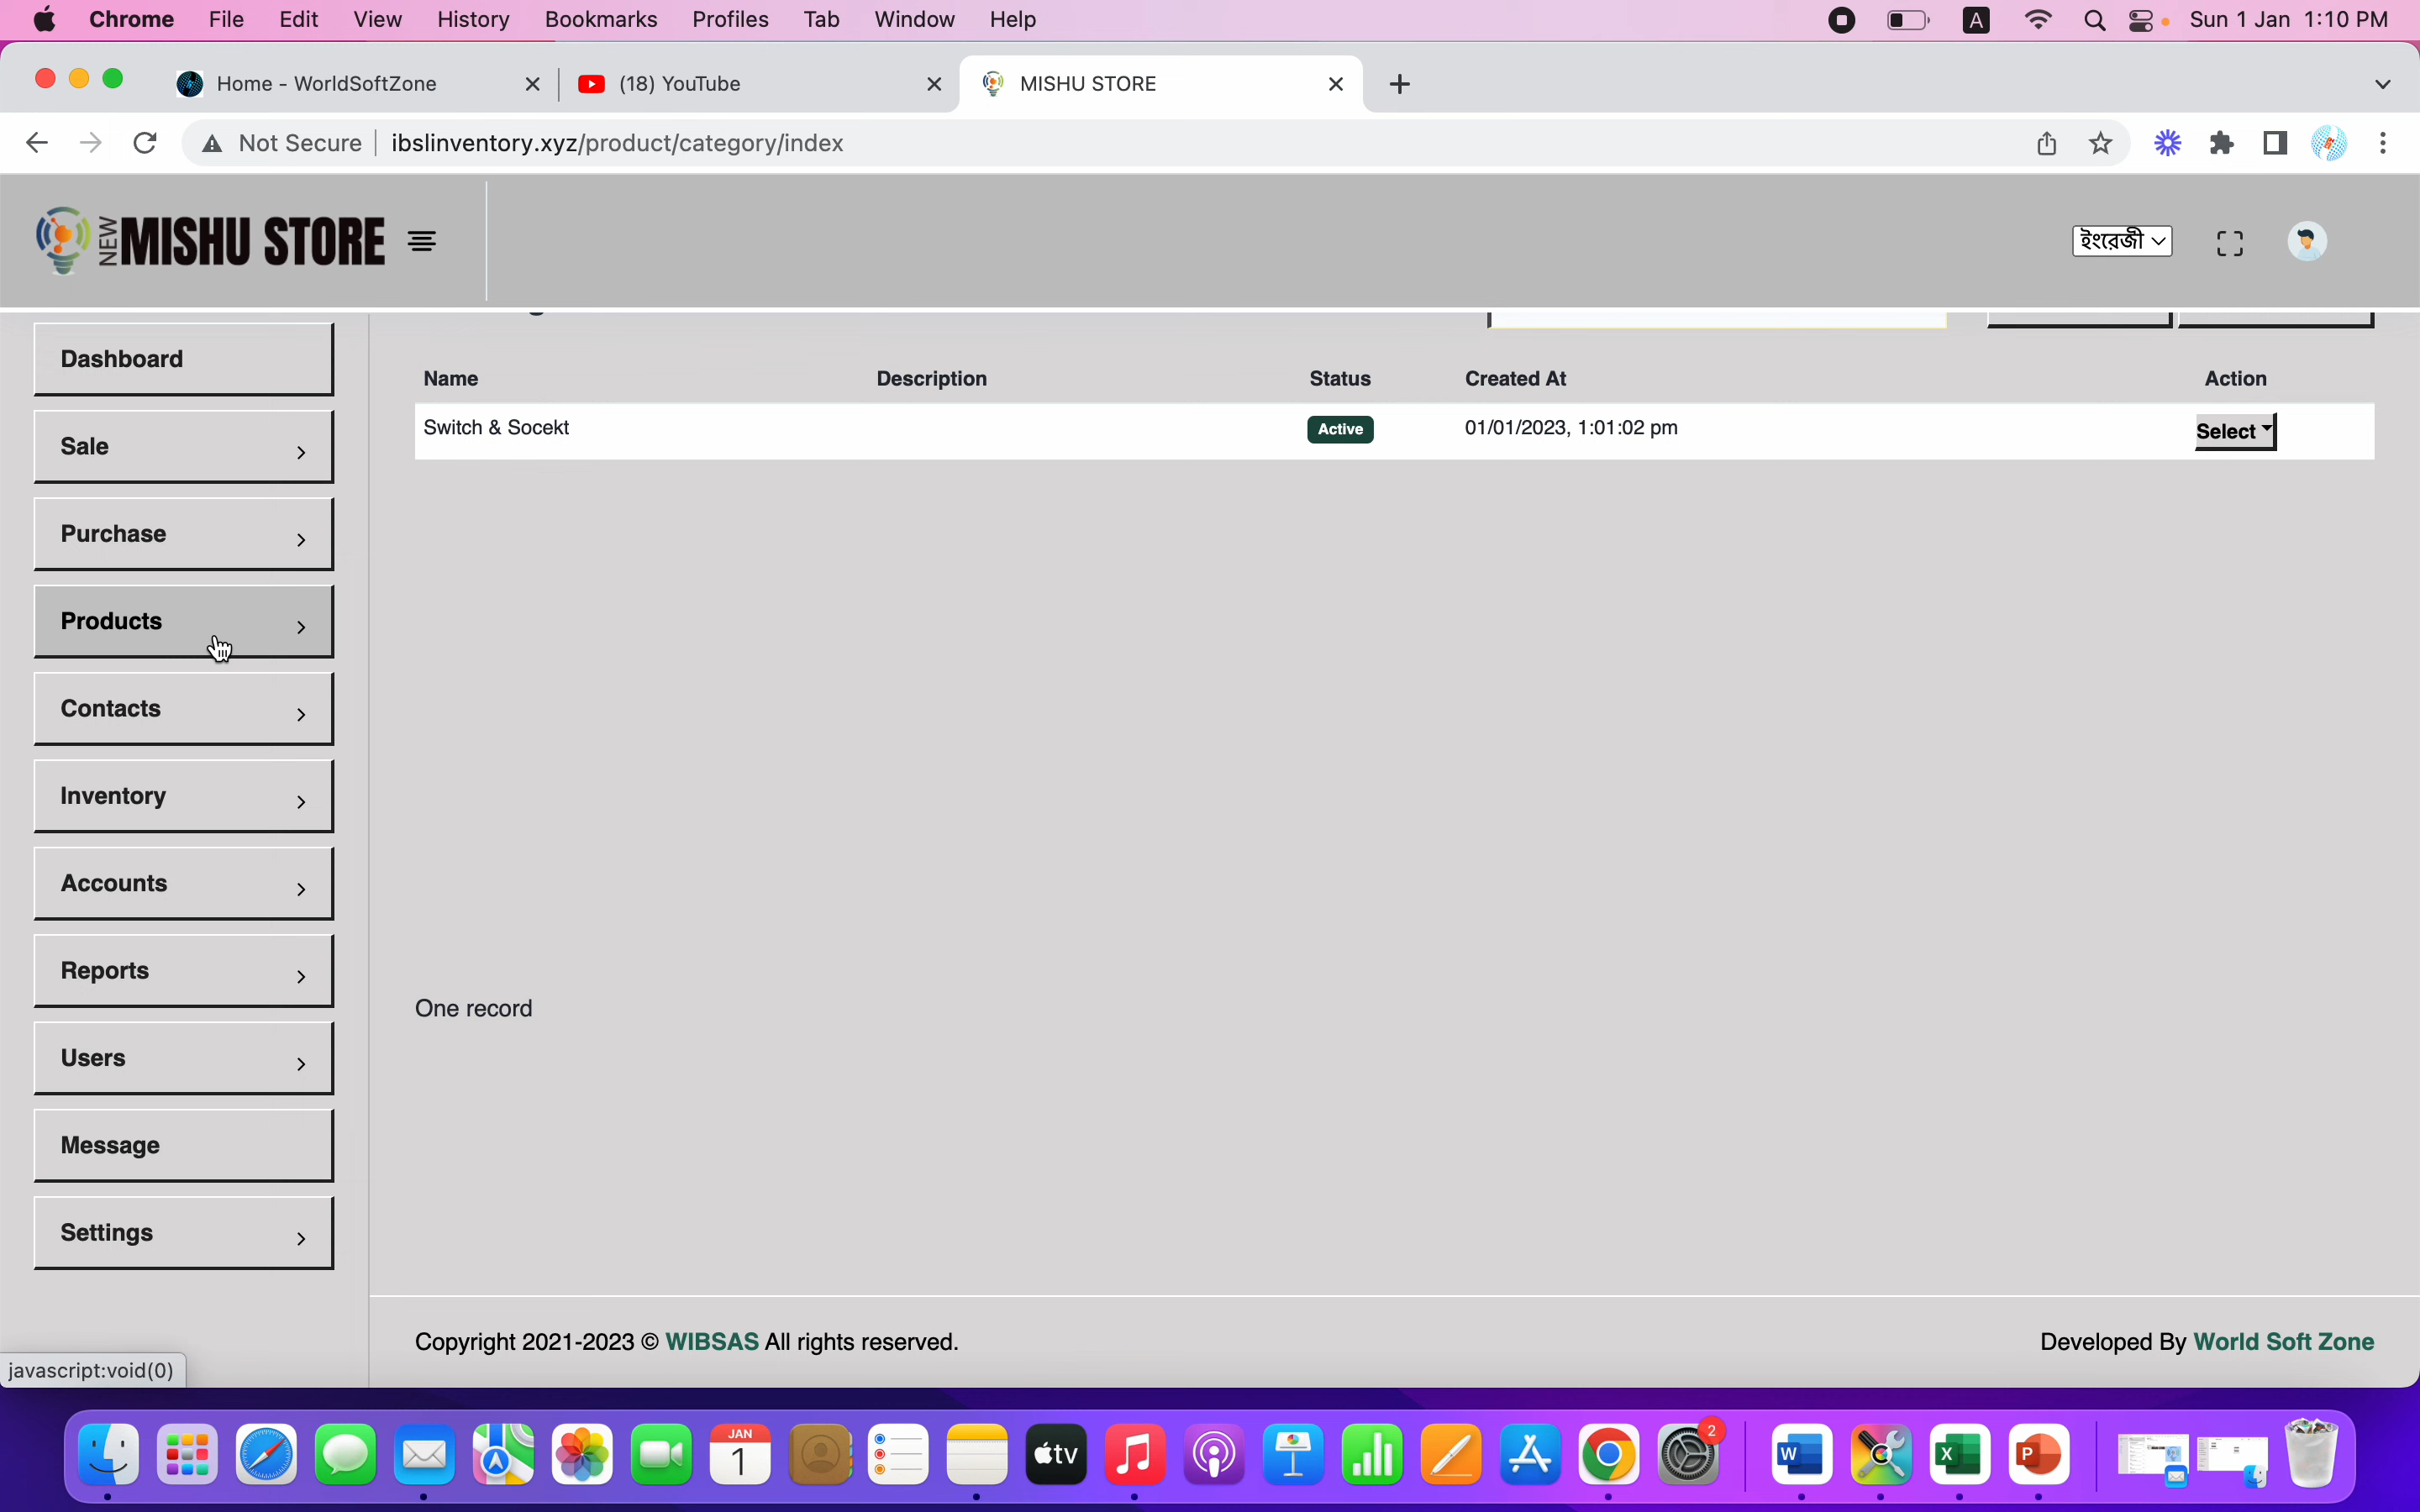 Chrome File Edit View History Bookmarks Profiles Tab Window Help A Sun 1 Jan 1:10 PM
Home - WorldSoftZone (18) YouTube MISHU STORE
Not Secure ibslinventory.xyz/product/category/index
NEW MISHU STORE ইংরেজী
Dashboard
Name Description Status Created At Action
Switch & Socekt Active 01/01/2023, 1:01:02 pm Select
Sale
Purchase
Products
Contacts
Inventory
Accounts
Reports
One record
Users
Message
Settings
Copyright 2021-2023 © WIBSAS All rights reserved. Developed By World Soft Zone
javascript:void(0)
JAN
1
tv
2
W
X
P